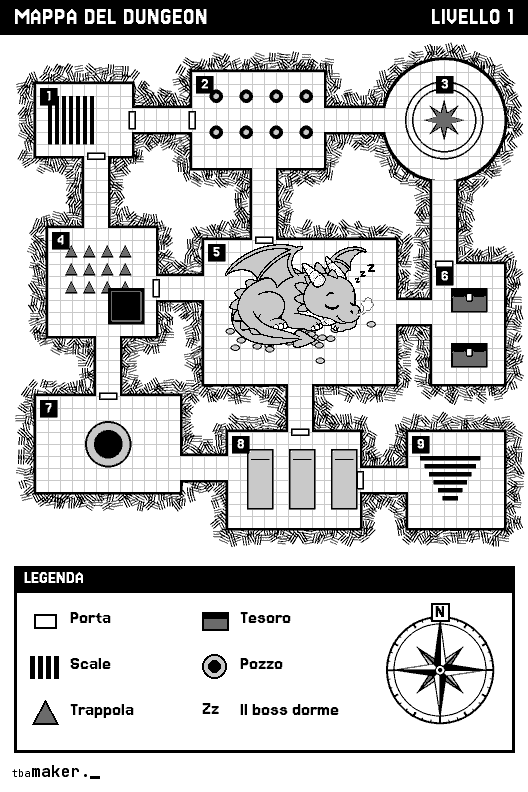 MAPPA DEL DUNGEON LIVELLO 1
1
2
3
4
5
zzZ
6
7
8
9
LEGENDA
Porta
Tesoro
N
Scale
Pozzo
Trappola
Zz Il boss dorme
tbamaker._